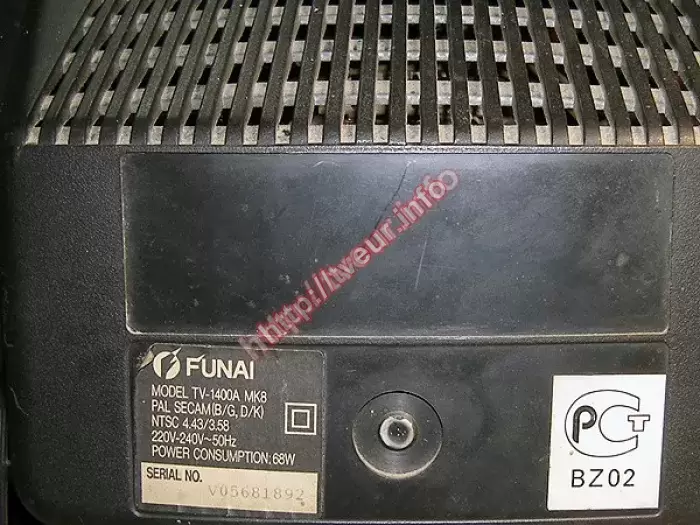 http://tveur.info
FUNAI
MODEL TV-1400A MK8
PAL SECAM(B/G, D/K)
NTSC 4.43/3.58
220V-240V~50Hz
POWER CONSUMPTION:68W
SERIAL NO.
V05681892
PCT
BZ02